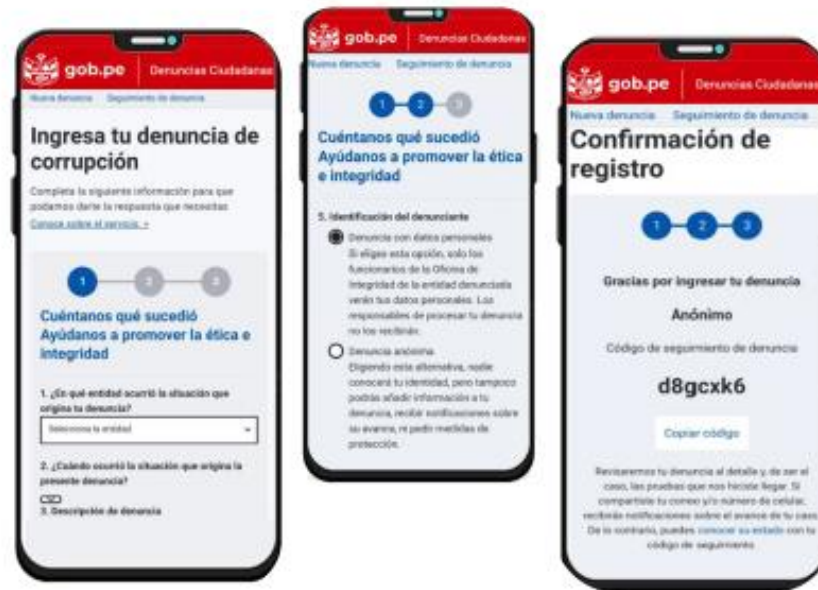 gob.pe Denuncias Ciudadanas
Nueva denuncia Seguimiento de denuncia
Ingresa tu denuncia de
corrupción
Completa la siguiente información para que
podamos darte la respuesta que necesitas
Conoce sobre el servicio.
1 2 3
Cuéntanos qué sucedió
Ayúdanos a promover la ética e
integridad
1. ¿En qué entidad ocurrió la situación que
origina tu denuncia?
Selecciona la entidad
2. ¿Cuándo ocurrió la situación que origina la
presente denuncia?
3. Descripción de denuncia
gob.pe Denuncias Ciudadanas
Nueva denuncia Seguimiento de denuncia
1 2 3
Cuéntanos qué sucedió
Ayúdanos a promover la ética
e integridad
5. Identificación del denunciante
Denuncia con datos personales
Si eliges esta opción, solo los
funcionarios de la Oficina de
Integridad de la entidad denunciada
verán tus datos personales. Los
responsables de procesar tu denuncia
no los recibirán.
Denuncia anónima
Eligiendo esta alternativa, nadie
conocerá tu identidad, pero tampoco
podrás añadir información a tu
denuncia, recibir notificaciones sobre
su avance, ni pedir medidas de
protección.
gob.pe Denuncias Ciudadanas
Nueva denuncia Seguimiento de denuncia
Confirmación de
registro
1 2 3
Gracias por ingresar tu denuncia
Anónimo
Código de seguimiento de denuncia
d8gcxk6
Copiar código
Revisaremos tu denuncia al detalle y, de ser el
caso, las pruebas que nos hiciste llegar. Si
compartiste tu correo y/o número de celular,
recibirás notificaciones sobre el avance de tu caso.
De lo contrario, puedes conocer su estado con tu
código de seguimiento